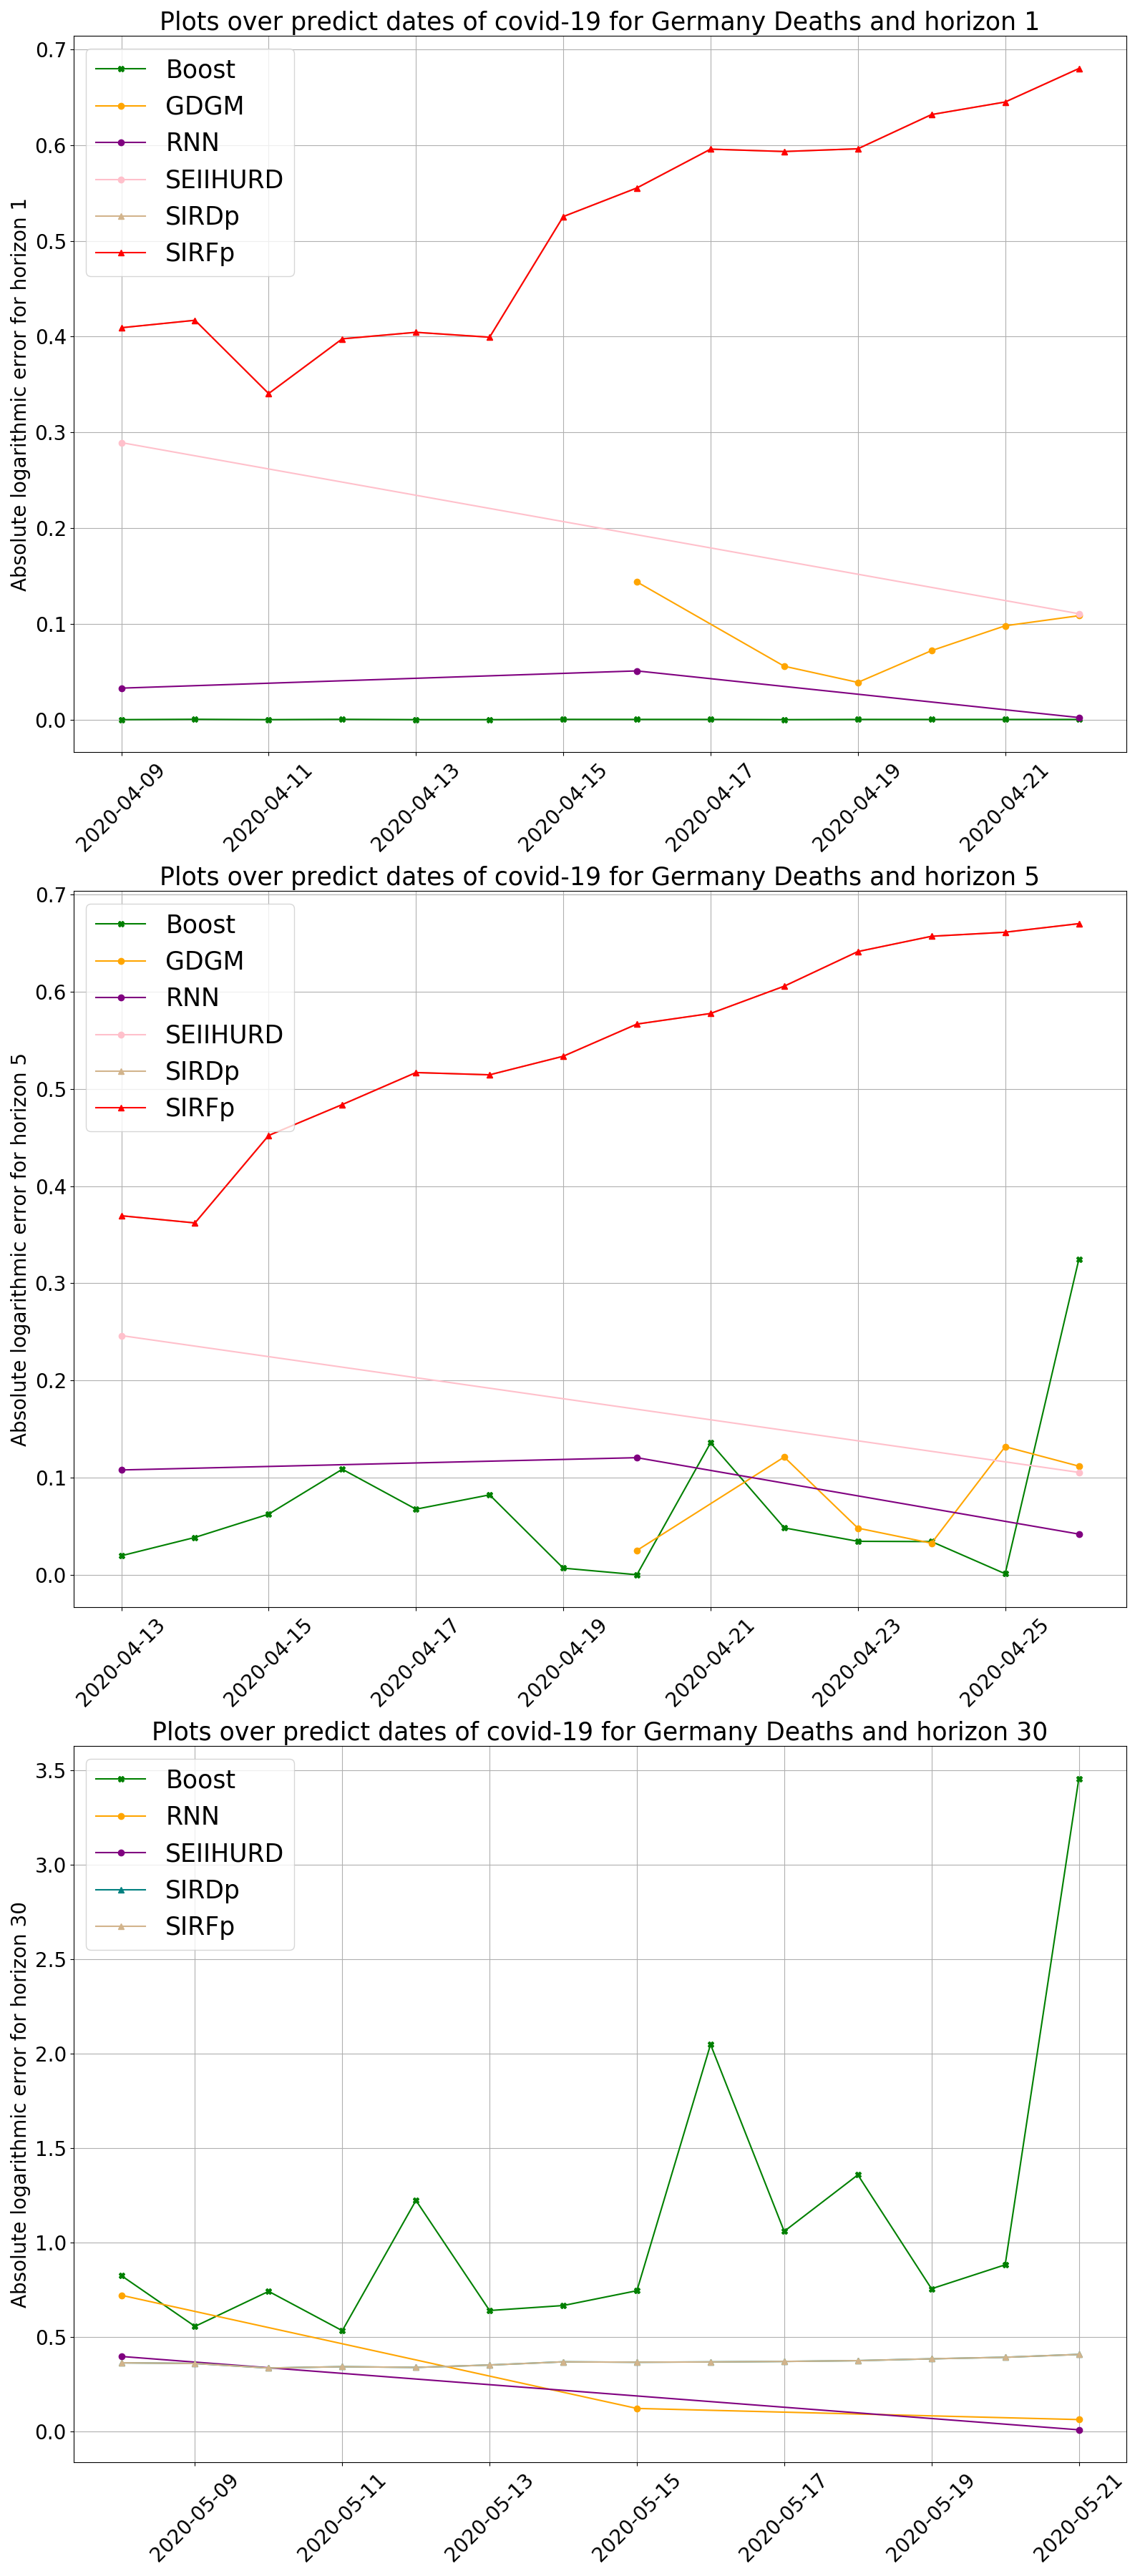 Plots over predict dates of covid-19 for Germany Deaths and horizon 1
Absolute logarithmic error for horizon 1
0.7
0.6
0.5
0.4
0.3
0.2
0.1
0.0
Boost
GDGM
RNN
SEIIHURD
SIRDp
SIRFp
2020-04-09
2020-04-11
2020-04-13
2020-04-15
2020-04-17
2020-04-19
2020-04-21
Plots over predict dates of covid-19 for Germany Deaths and horizon 5
Absolute logarithmic error for horizon 5
0.7
0.6
0.5
0.4
0.3
0.2
0.1
0.0
Boost
GDGM
RNN
SEIIHURD
SIRDp
SIRFp
2020-04-13
2020-04-15
2020-04-17
2020-04-19
2020-04-21
2020-04-23
2020-04-25
Plots over predict dates of covid-19 for Germany Deaths and horizon 30
Absolute logarithmic error for horizon 30
3.5
3.0
2.5
2.0
1.5
1.0
0.5
0.0
Boost
RNN
SEIIHURD
SIRDp
SIRFp
2020-05-09
2020-05-11
2020-05-13
2020-05-15
2020-05-17
2020-05-19
2020-05-21